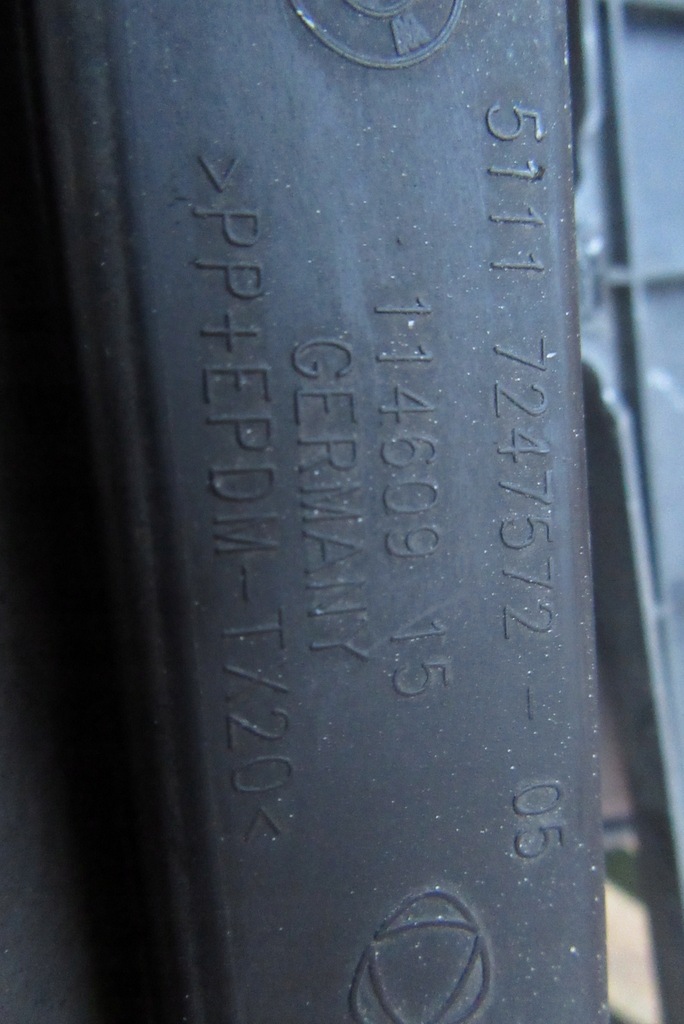 M
5111 7247572 - 05
114609 15
GERMANY
>PP+EPDM-TX20<